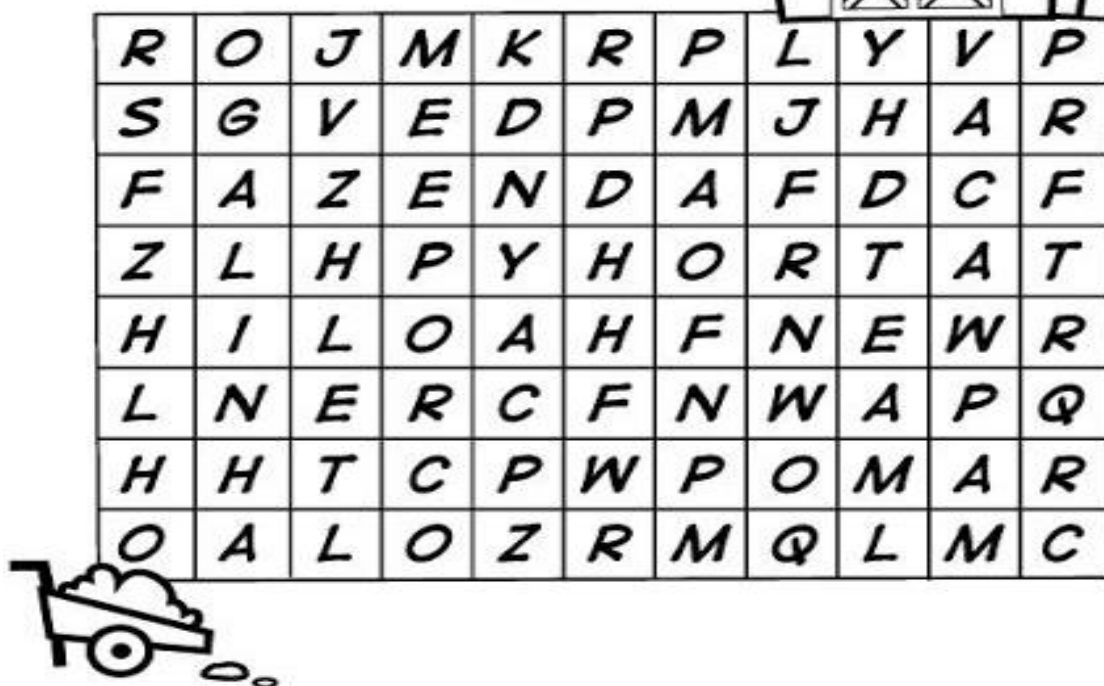 R O J M K R P L Y V P
S G V E D P M J H A R
F A Z E N D A F D C F
Z L H P Y H O R T A T
H I L O A H F N E W R
L N E R C F N W A P Q
H H T C P W P O M A R
O A L O Z R M Q L M C